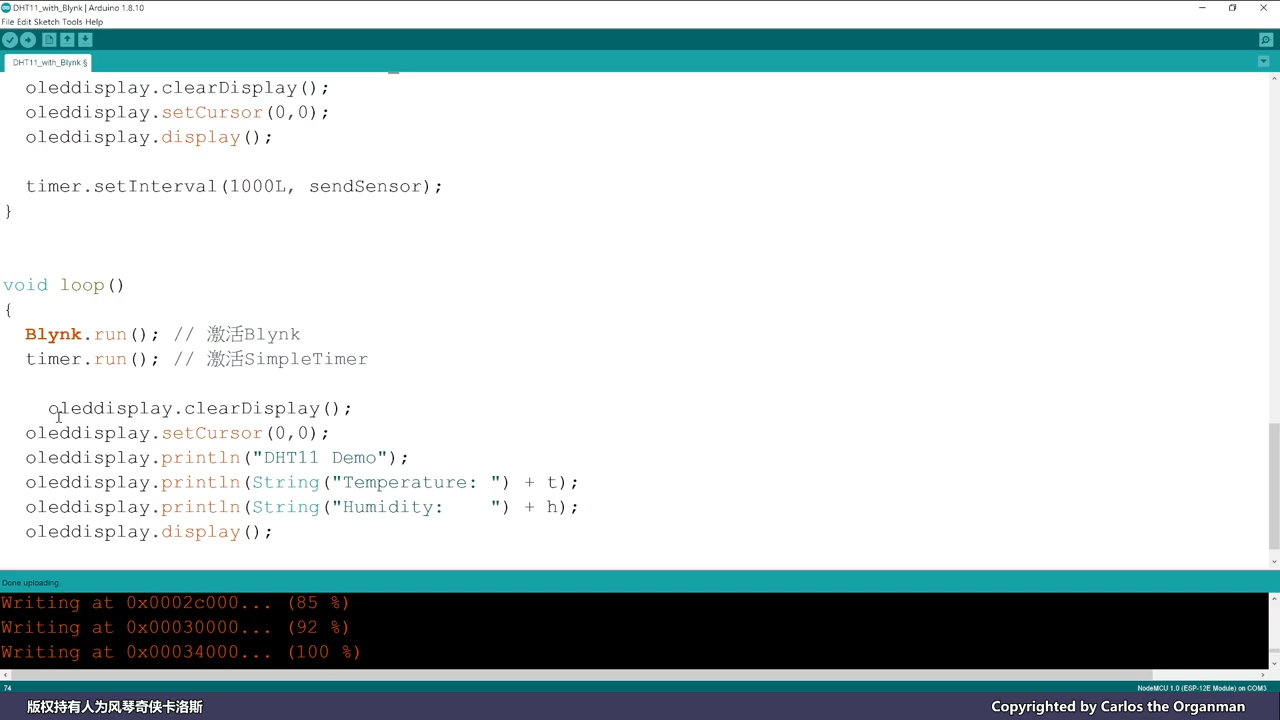 DHT11_with_Blynk | Arduino 1.8.10
File Edit Sketch Tools Help
DHT11_with_Blynk §
oleddisplay.clearDisplay();
oleddisplay.setCursor(0,0);
oleddisplay.display();
timer.setInterval(1000L, sendSensor);
}
void loop()
{
Blynk.run(); // 激活Blynk
timer.run(); // 激活SimpleTimer
oleddisplay.clearDisplay();
oleddisplay.setCursor(0,0);
oleddisplay.println("DHT11 Demo");
oleddisplay.println(String("Temperature: ") + t);
oleddisplay.println(String("Humidity:    ") + h);
oleddisplay.display();
Done uploading.
Writing at 0x0002c000... (85 %)
Writing at 0x00030000... (92 %)
Writing at 0x00034000... (100 %)
74
NodeMCU 1.0 (ESP-12E Module) on COM3
版权持有人为风琴奇侠卡洛斯
Copyrighted by Carlos the Organman